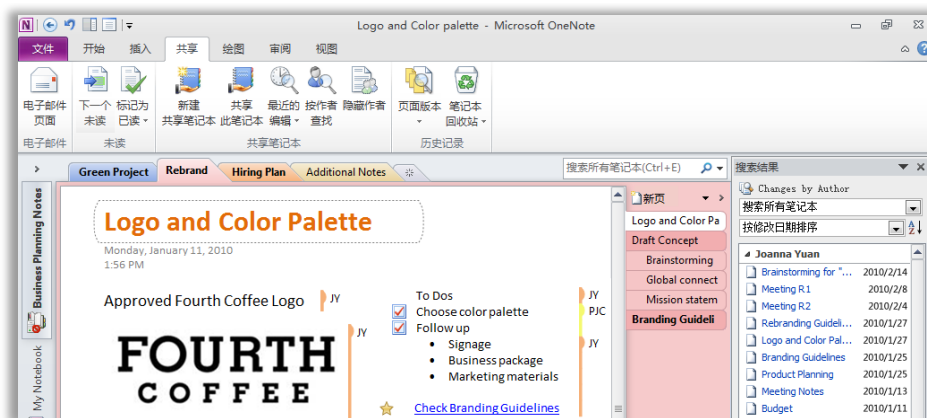 Logo and Color palette - Microsoft OneNote
文件 开始 插入 共享 绘图 审阅 视图
电子邮件页面
下一个未读
标记为已读
新建共享笔记本
共享此笔记本
最近的编辑
按作者查找
隐藏作者
页面版本
笔记本回收站
电子邮件 未读 共享笔记本 历史记录
Green Project Rebrand Hiring Plan Additional Notes
搜索所有笔记本(Ctrl+E)
Business Planning Notes
My Notebook
Logo and Color Palette
Monday, January 11, 2010
1:56 PM
Approved Fourth Coffee Logo JY
JY
FOURTH
COFFEE
To Dos JY
Choose color palette PJC
Follow up
• Signage JY
• Business package
• Marketing materials
Check Branding Guidelines
新页
Logo and Color Pa
Draft Concept
Brainstorming
Global connect
Mission statem
Branding Guideli
搜索结果
Changes by Author
搜索所有笔记本
按修改日期排序
Joanna Yuan
Brainstorming for "... 2010/2/14
Meeting R1 2010/2/8
Meeting R2 2010/2/4
Rebranding Guideli... 2010/1/27
Logo and Color Pal... 2010/1/27
Branding Guidelines 2010/1/25
Product Planning 2010/1/25
Meeting Notes 2010/1/13
Budget 2010/1/11